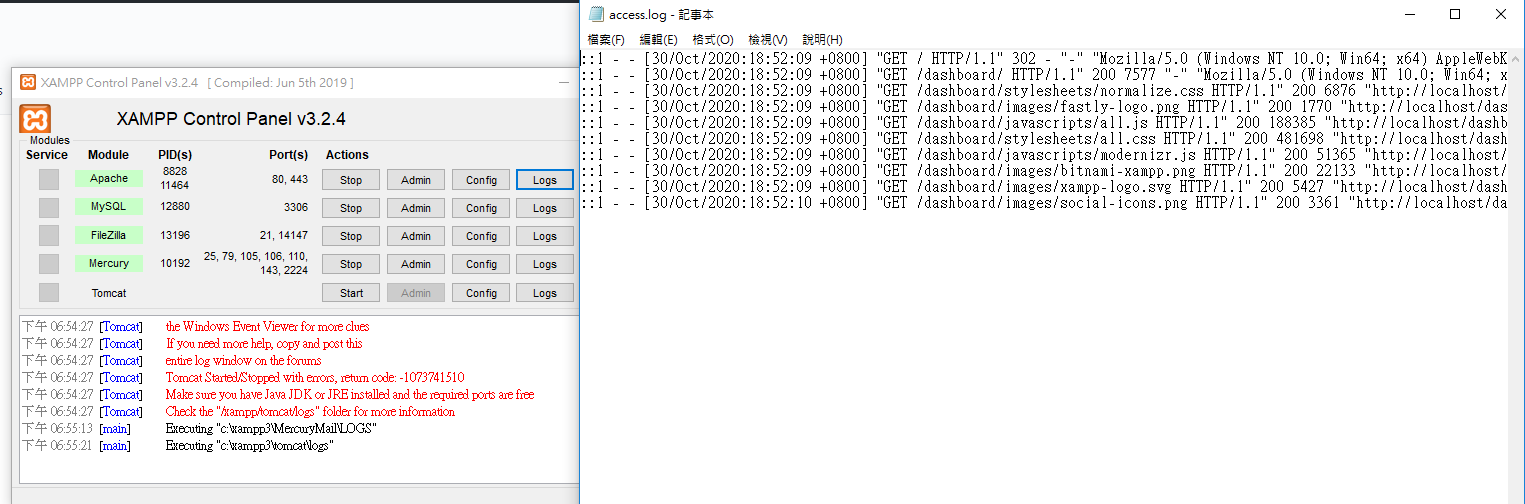 XAMPP Control Panel v3.2.4 [ Compiled: Jun 5th 2019 ]
XAMPP Control Panel v3.2.4
Modules
Service Module PID(s) Port(s) Actions
Apache 8828 11464 80, 443 Stop Admin Config Logs
MySQL 12880 3306 Stop Admin Config Logs
FileZilla 13196 21, 14147 Stop Admin Config Logs
Mercury 10192 25, 79, 105, 106, 110, 143, 2224 Stop Admin Config Logs
Tomcat Start Admin Config Logs
下午 06:54:27 [Tomcat] the Windows Event Viewer for more clues
下午 06:54:27 [Tomcat] If you need more help, copy and post this
下午 06:54:27 [Tomcat] entire log window on the forums
下午 06:54:27 [Tomcat] Tomcat Started/Stopped with errors, return code: -1073741510
下午 06:54:27 [Tomcat] Make sure you have Java JDK or JRE installed and the required ports are free
下午 06:54:27 [Tomcat] Check the "/xampp/tomcat/logs" folder for more information
下午 06:55:13 [main] Executing "c:\xampp3\MercuryMail\LOGS"
下午 06:55:21 [main] Executing "c:\xampp3\tomcat\logs"
access.log - 記事本
檔案(F) 編輯(E) 格式(O) 檢視(V) 說明(H)
::1 - - [30/Oct/2020:18:52:09 +0800] "GET / HTTP/1.1" 302 - "-" "Mozilla/5.0 (Windows NT 10.0; Win64; x64) AppleWebK
::1 - - [30/Oct/2020:18:52:09 +0800] "GET /dashboard/ HTTP/1.1" 200 7577 "-" "Mozilla/5.0 (Windows NT 10.0; Win64; x
::1 - - [30/Oct/2020:18:52:09 +0800] "GET /dashboard/stylesheets/normalize.css HTTP/1.1" 200 6876 "http://localhost/
::1 - - [30/Oct/2020:18:52:09 +0800] "GET /dashboard/images/fastly-logo.png HTTP/1.1" 200 1770 "http://localhost/das
::1 - - [30/Oct/2020:18:52:09 +0800] "GET /dashboard/javascripts/all.js HTTP/1.1" 200 188385 "http://localhost/dashb
::1 - - [30/Oct/2020:18:52:09 +0800] "GET /dashboard/stylesheets/all.css HTTP/1.1" 200 481698 "http://localhost/dash
::1 - - [30/Oct/2020:18:52:09 +0800] "GET /dashboard/javascripts/modernizr.js HTTP/1.1" 200 51365 "http://localhost/
::1 - - [30/Oct/2020:18:52:09 +0800] "GET /dashboard/images/bitnami-xampp.png HTTP/1.1" 200 22133 "http://localhost/
::1 - - [30/Oct/2020:18:52:09 +0800] "GET /dashboard/images/xampp-logo.svg HTTP/1.1" 200 5427 "http://localhost/dash
::1 - - [30/Oct/2020:18:52:10 +0800] "GET /dashboard/images/social-icons.png HTTP/1.1" 200 3361 "http://localhost/da